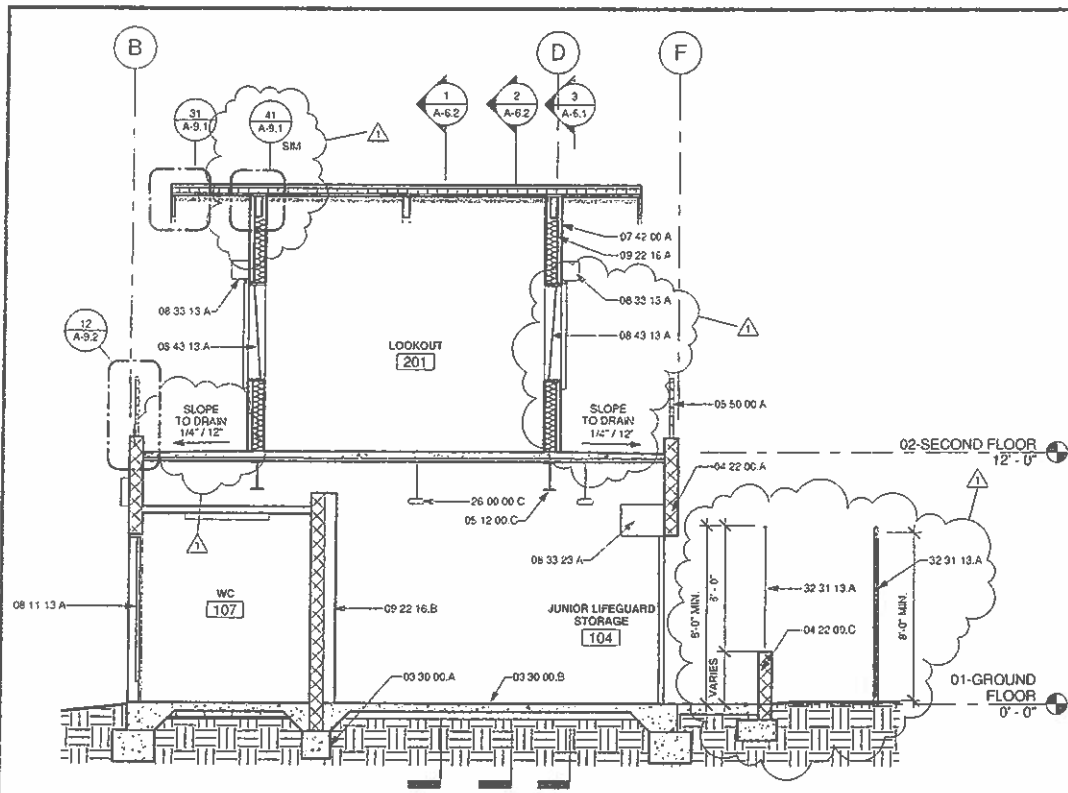 B
D
F
31
A-9.1
41
A-9.1
SIM
1
1
A-6.2
2
A-6.2
3
A-6.1
07 42 00 A
09 22 16 A
08 33 13 A
08 33 13 A
1
12
A-9.2
08 43 13.A
08 43 13 A
LOOKOUT
201
SLOPE
TO DRAIN
1/4" / 12"
SLOPE
TO DRAIN
1/4" / 12"
05 50 00 A
02-SECOND FLOOR
12' - 0"
04 22 00.A
1
26 00 00 C
05 12 00 C
1
08 33 23 A
32 31 13.A
08 11 13 A
WC
107
09 22 16.B
JUNIOR LIFEGUARD
STORAGE
104
6' - 0"
32 31 13.A
8'-0" MIN.
04 22 00.C
VARIES
03 30 00.A
03 30 00.B
01-GROUND
FLOOR
0' - 0"